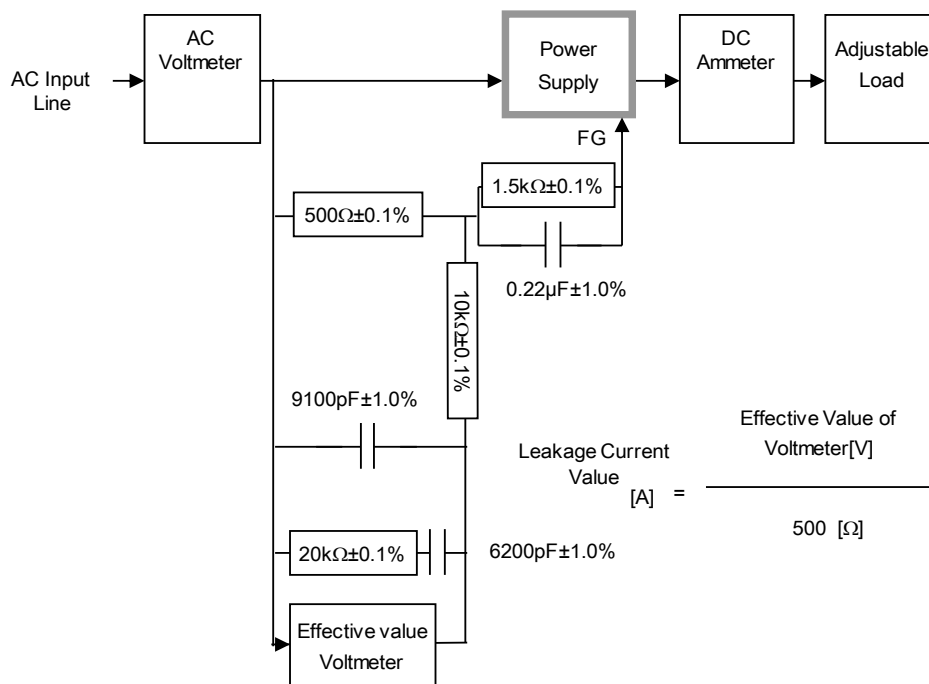 AC Input
Line
AC
Voltmeter
Power
Supply
DC
Ammeter
Adjustable
Load
FG
1.5kΩ±0.1%
500Ω±0.1%
0.22µF±1.0%
10kΩ±0.1%
9100pF±1.0%
Leakage Current
Value
[A] =
Effective Value of
Voltmeter[V]
500 [Ω]
20kΩ±0.1%
6200pF±1.0%
Effective value
Voltmeter